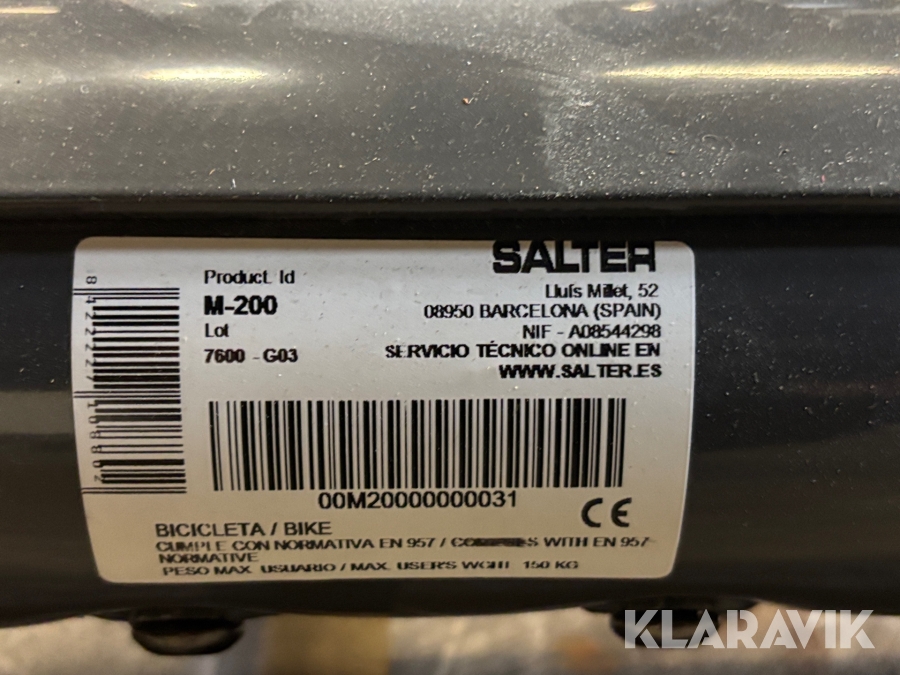 SALTER
Product. Id
M-200
Lot
7600 - G03
Lluís Millet, 52
08950 BARCELONA (SPAIN)
NIF - A08544298
SERVICIO TÉCNICO ONLINE EN
WWW.SALTER.ES
00M20000000031
CE
BICICLETA / BIKE
CUMPLE CON NORMATIVA EN 957 / COMPLIES WITH EN 957
NORMATIVE
PESO MAX. USUARIO / MAX. USER'S WGHT 150 KG
KLARAVIK